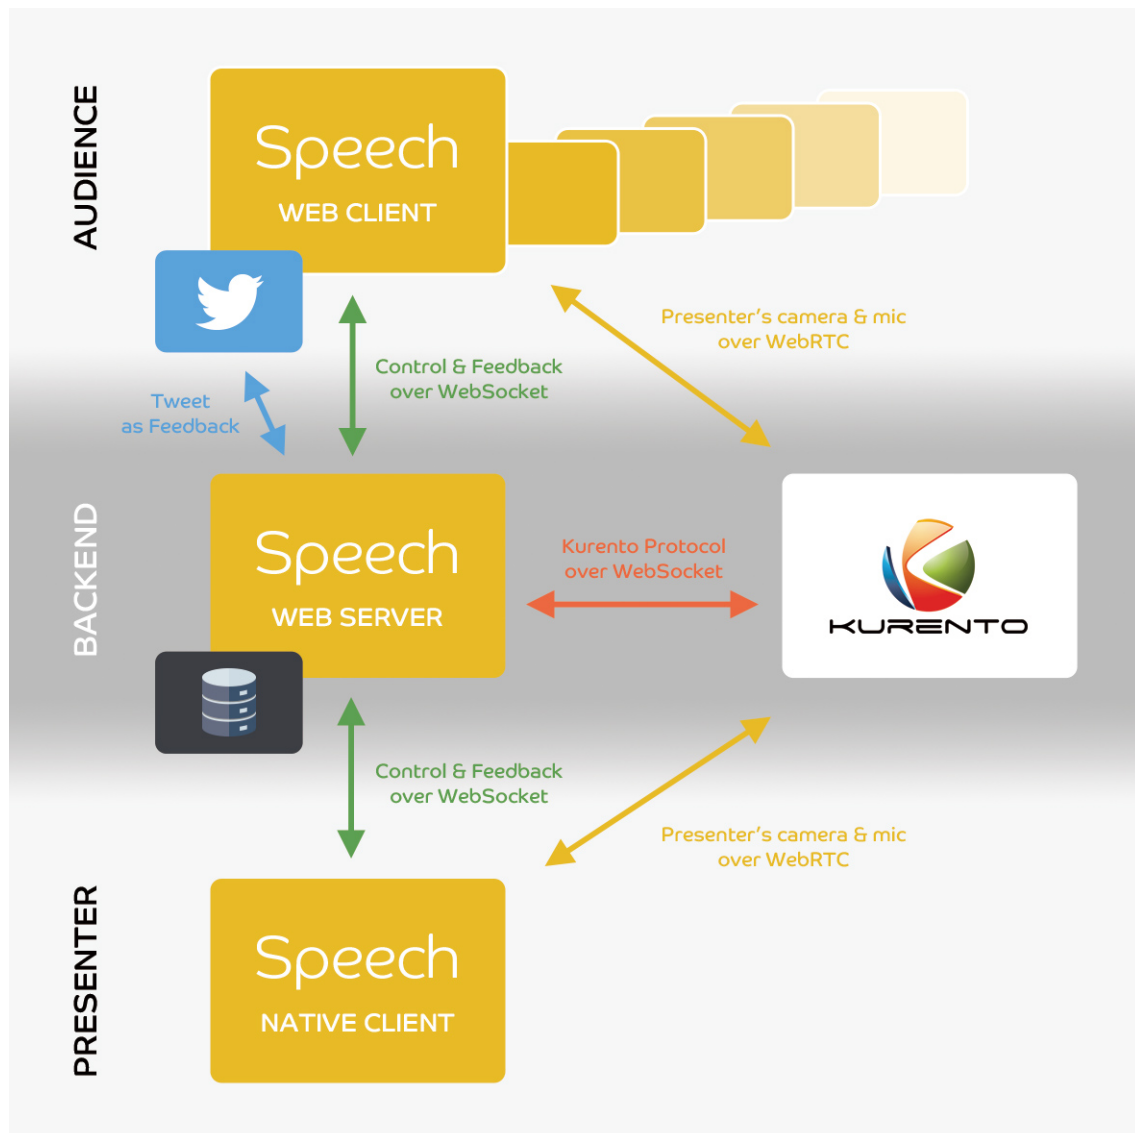 AUDIENCE
Speech
WEB CLIENT
Presenter's camera & mic
over WebRTC
Control & Feedback
over WebSocket
Tweet
as Feedback
BACKEND
Speech
WEB SERVER
Kurento Protocol
over WebSocket
KURENTO
Control & Feedback
over WebSocket
Presenter's camera & mic
over WebRTC
PRESENTER
Speech
NATIVE CLIENT